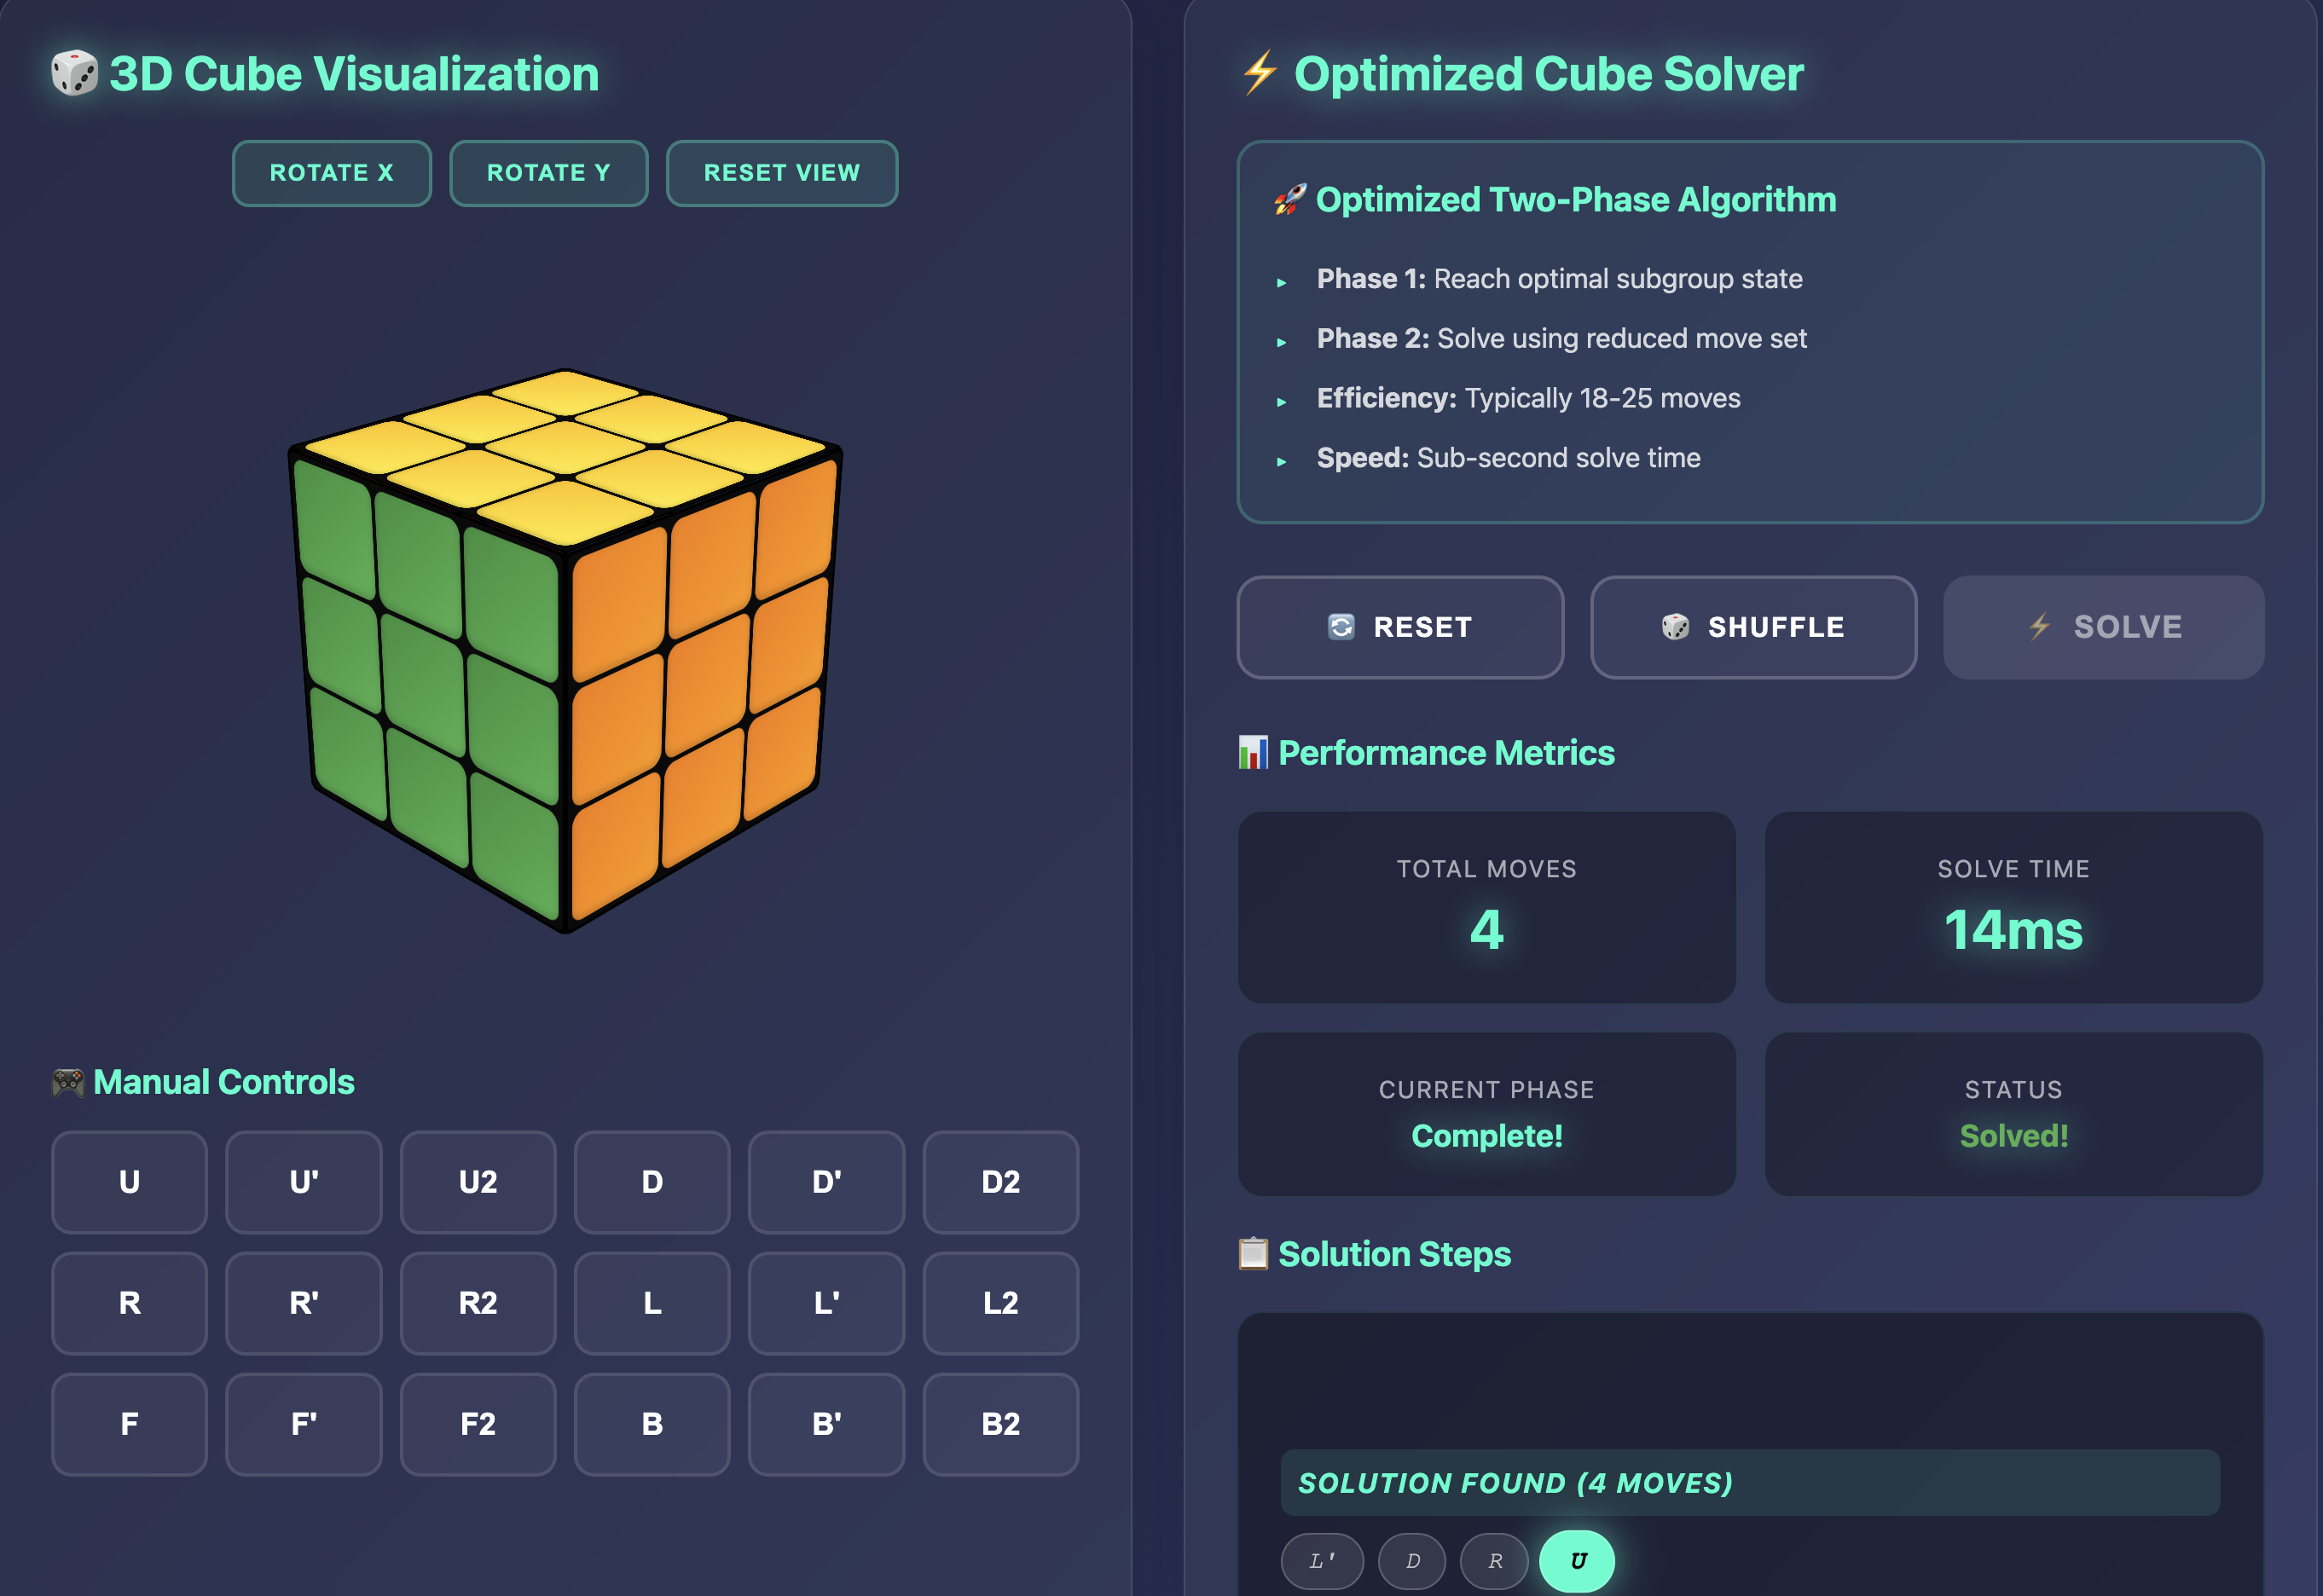 3D Cube Visualization
ROTATE X
ROTATE Y
RESET VIEW
Manual Controls
U
U'
U2
D
D'
D2
R
R'
R2
L
L'
L2
F
F'
F2
B
B'
B2
Optimized Cube Solver
Optimized Two-Phase Algorithm
Phase 1: Reach optimal subgroup state
Phase 2: Solve using reduced move set
Efficiency: Typically 18-25 moves
Speed: Sub-second solve time
RESET
SHUFFLE
SOLVE
Performance Metrics
TOTAL MOVES
4
SOLVE TIME
14ms
CURRENT PHASE
Complete!
STATUS
Solved!
Solution Steps
SOLUTION FOUND (4 MOVES)
L'
D
R
U